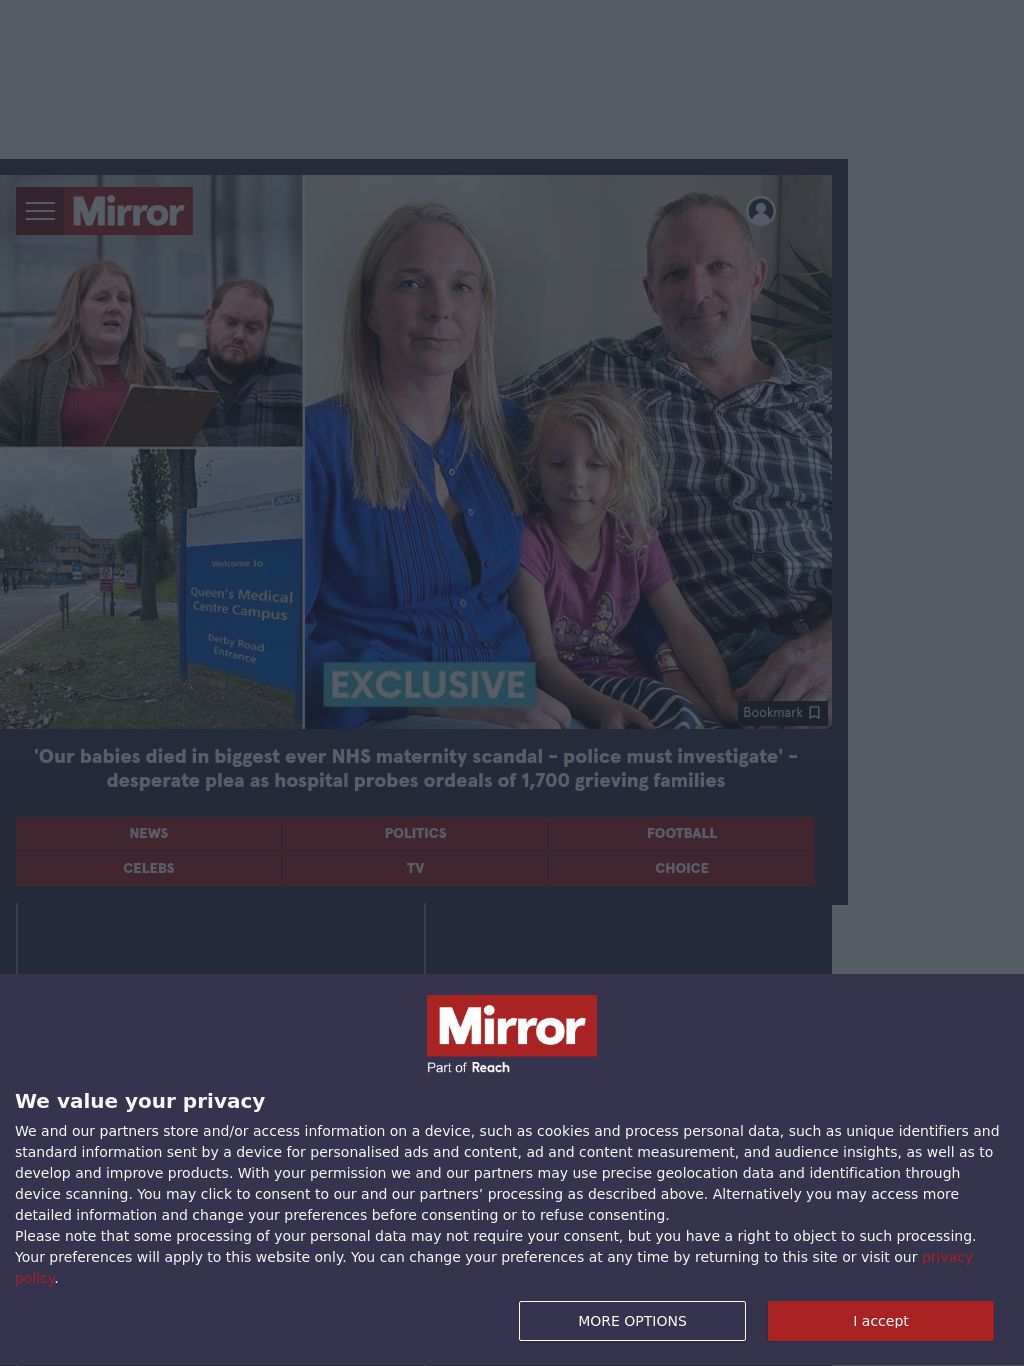 Mirror
Nottingham University Hospitals
NHS
Welcome to
Queen's Medical
Centre Campus
Derby Road
Entrance
EXCLUSIVE
Bookmark
'Our babies died in biggest ever NHS maternity scandal - police must investigate' -
desperate plea as hospital probes ordeals of 1,700 grieving families
NEWS
POLITICS
FOOTBALL
CELEBS
TV
CHOICE
Mirror
Part of Reach
We value your privacy
We and our partners store and/or access information on a device, such as cookies and process personal data, such as unique identifiers and
standard information sent by a device for personalised ads and content, ad and content measurement, and audience insights, as well as to
develop and improve products. With your permission we and our partners may use precise geolocation data and identification through
device scanning. You may click to consent to our and our partners’ processing as described above. Alternatively you may access more
detailed information and change your preferences before consenting or to refuse consenting.
Please note that some processing of your personal data may not require your consent, but you have a right to object to such processing.
Your preferences will apply to this website only. You can change your preferences at any time by returning to this site or visit our privacy
policy.
MORE OPTIONS
I accept